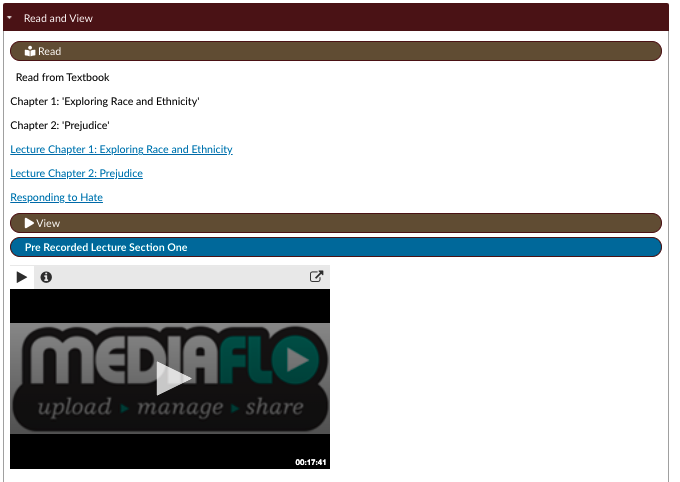 Read and View
Read
Read from Textbook
Chapter 1: 'Exploring Race and Ethnicity'
Chapter 2: 'Prejudice'
Lecture Chapter 1: Exploring Race and Ethnicity
Lecture Chapter 2: Prejudice
Responding to Hate
View
Pre Recorded Lecture Section One
MEDIAFLO
upload manage share
00:17:41